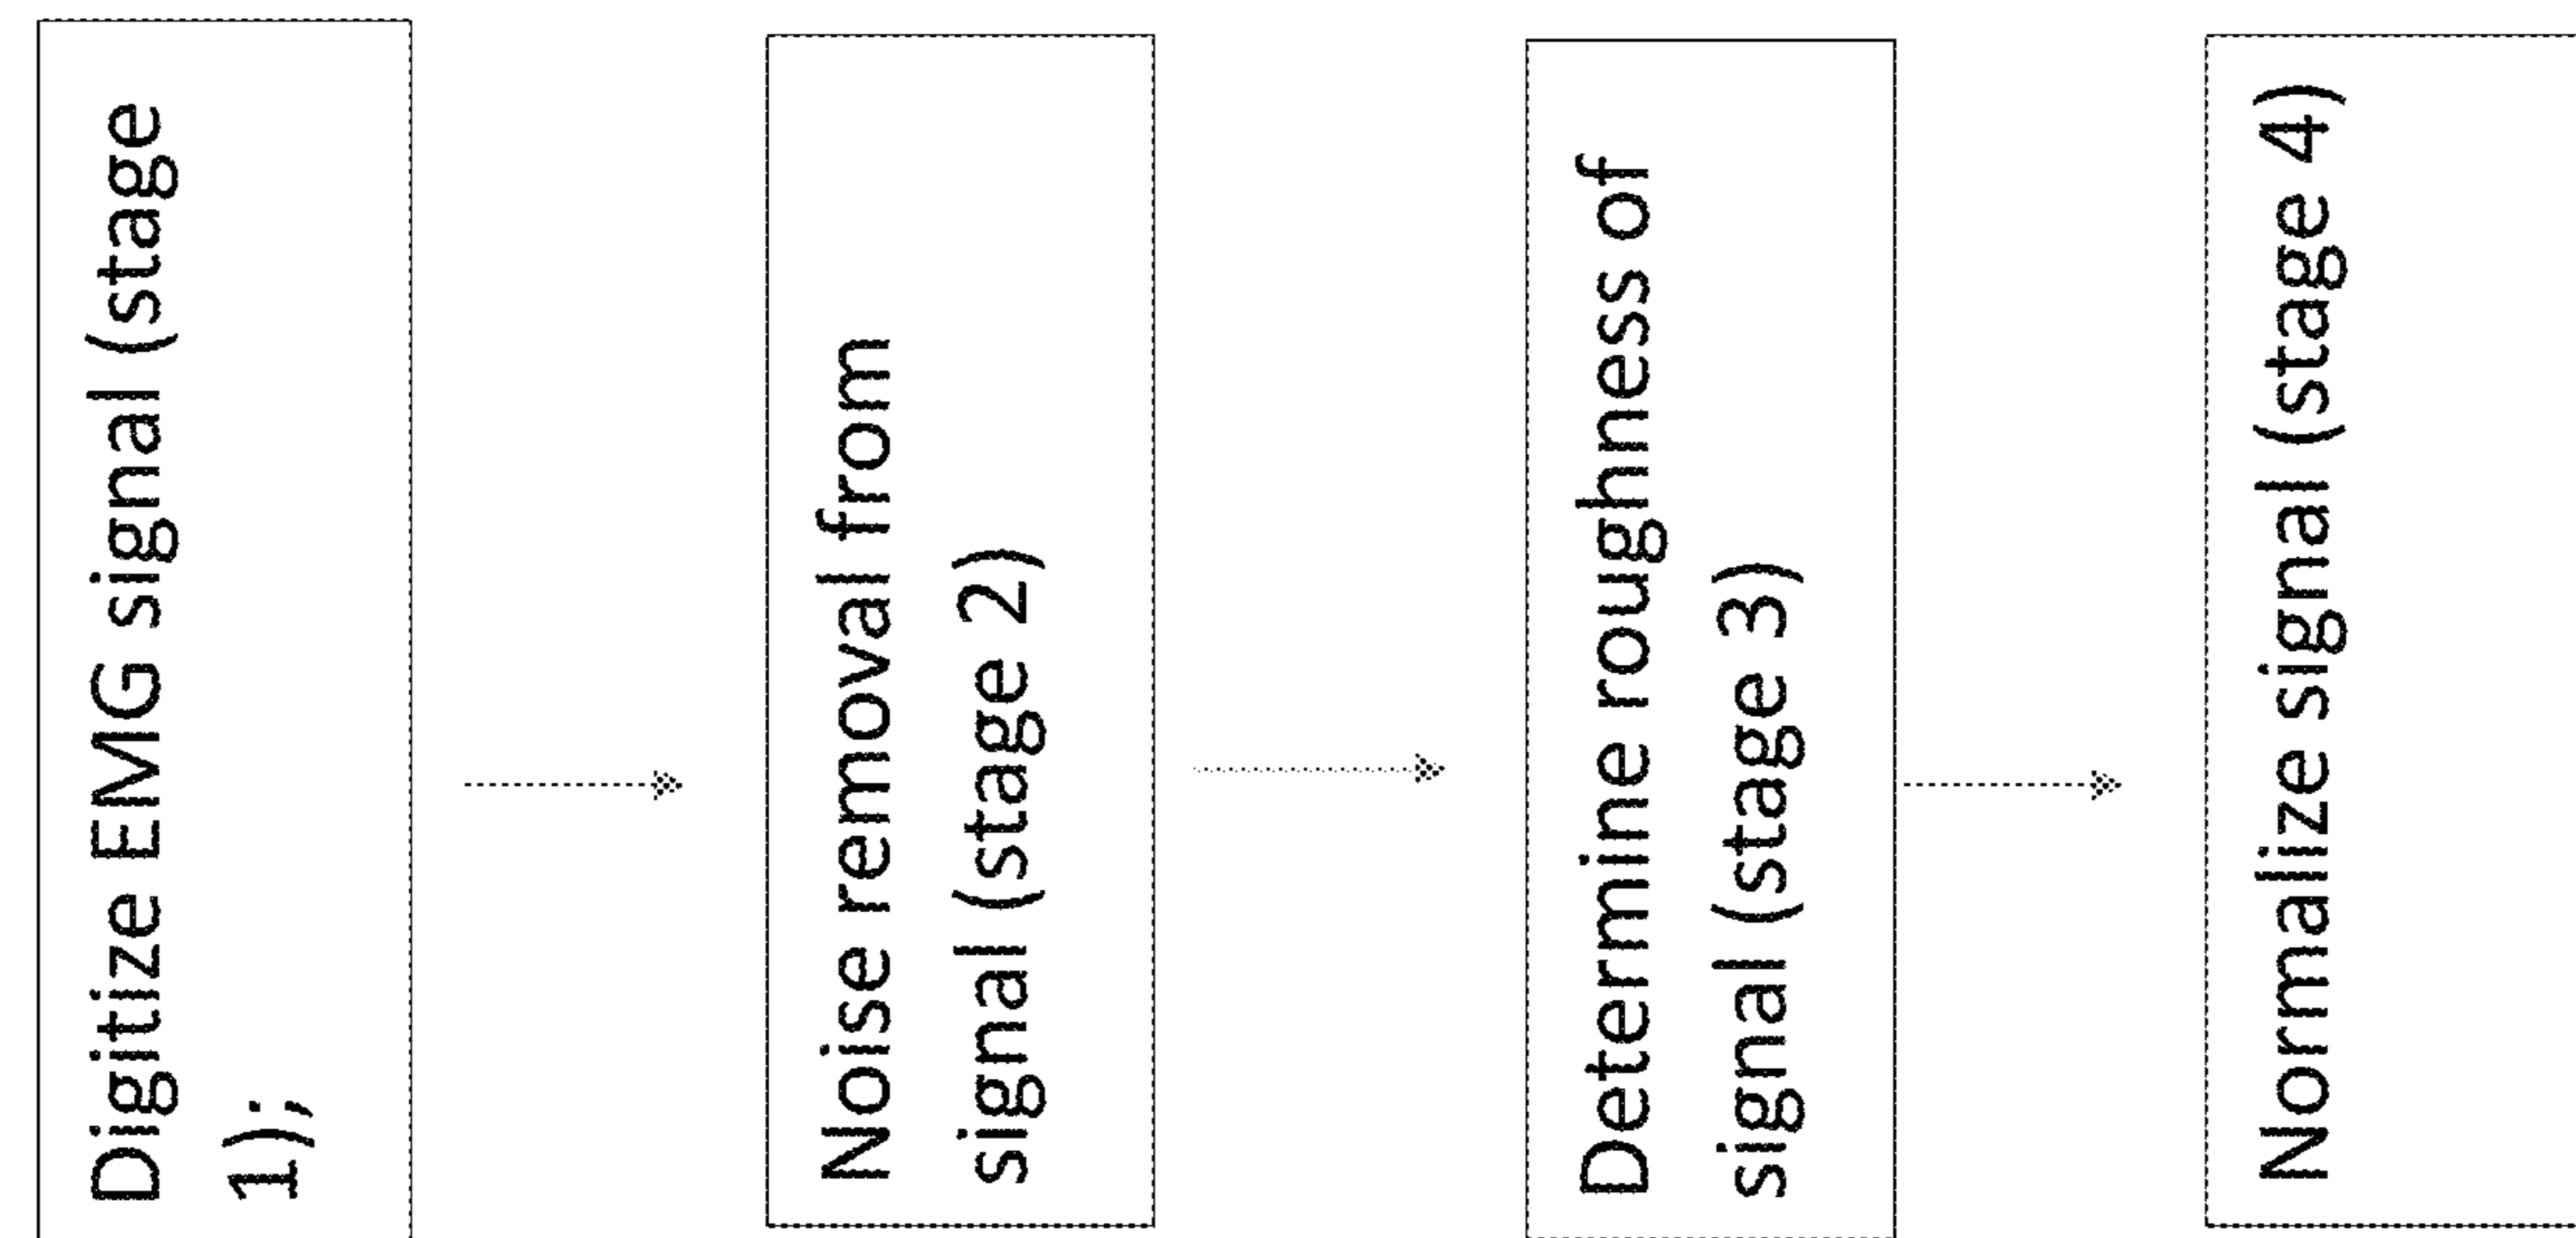 Digitize EMG signal (stage
1);
Noise removal from
signal (stage 2)
Determine roughness of
signal (stage 3)
Normalize signal (stage 4)